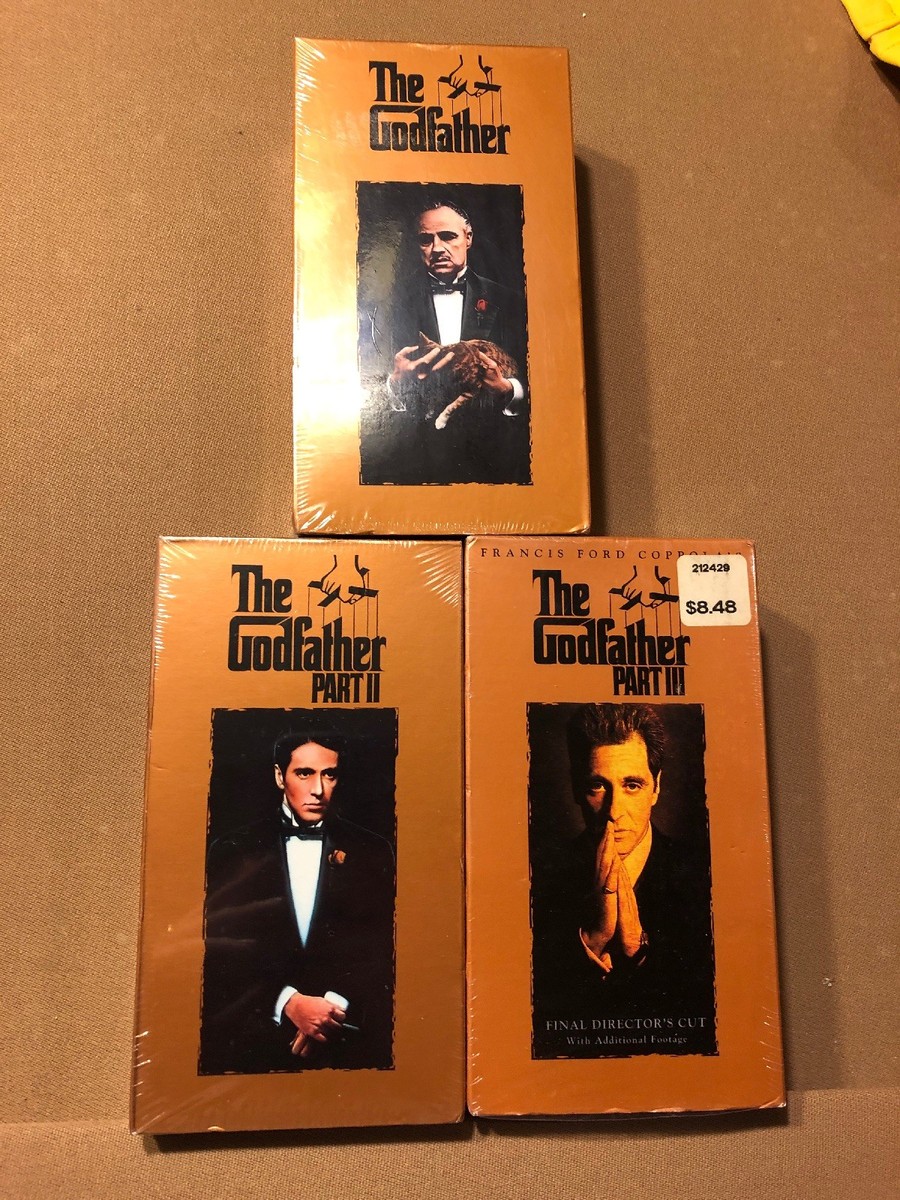 The
Godfather
The
Godfather
PART II
FRANCIS FORD
212429
$8.48
The
Godfather
PART III
FINAL DIRECTOR'S CUT
With Additional Footage